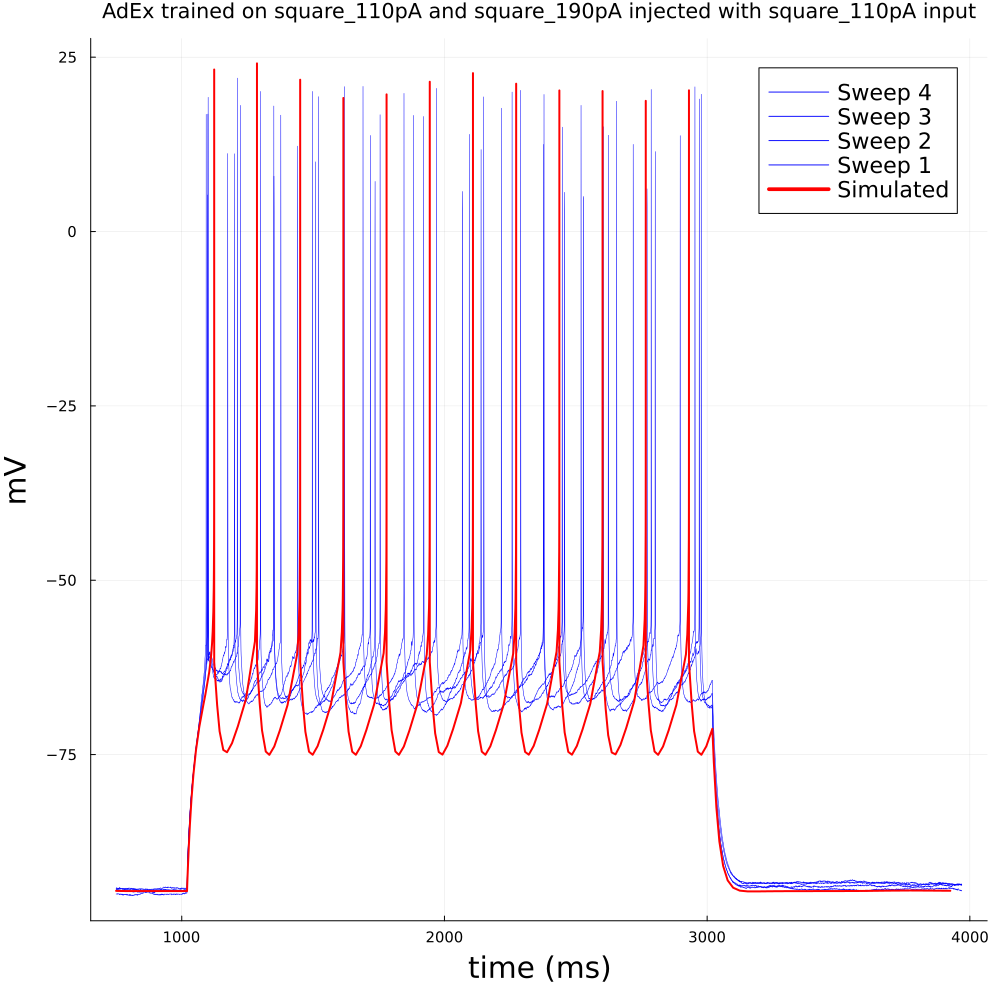 AdEx trained on square_110pA and square_190pA injected with square_110pA input
25
0
−25
−50
−75
mV
Sweep 4
Sweep 3
Sweep 2
Sweep 1
Simulated
1000
2000
3000
4000
time (ms)